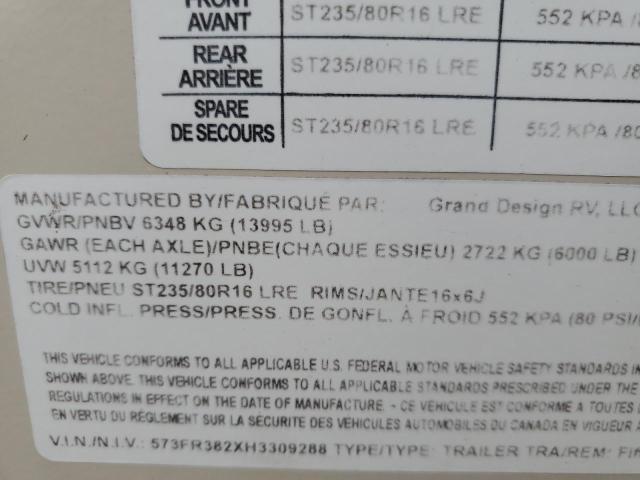 FRONT
AVANT ST235/80R16 LRE 552 KPA
REAR
ARRIÈRE ST235/80R16 LRE 552 KPA /8
SPARE
DE SECOURS ST235/80R16 LRE 552 KPA /80
MANUFACTURED BY/FABRIQUÉ PAR: Grand Design RV, LLC
GVWR/PNBV 6348 KG (13995 LB)
GAWR (EACH AXLE)/PNBE(CHAQUE ESSIEU) 2722 KG (6000 LB)
UVW 5112 KG (11270 LB)
TIRE/PNEU ST235/80R16 LRE RIMS/JANTE16x6J
COLD INFL. PRESS/PRESS. DE GONFL. À FROID 552 KPA (80 PSI/
THIS VEHICLE CONFORMS TO ALL APPLICABLE U.S. FEDERAL MOTOR VEHICLE SAFETY STANDARDS IN
SHOWN ABOVE. THIS VEHICLE CONFORMS TO ALL APPLICABLE STANDARDS PRESCRIBED UNDER THE
REGULATIONS IN EFFECT ON THE DATE OF MANUFACTURE. - CE VÉHICULE EST CONFORME A TOUTES
EN VERTU DU RÈGLEMENT SUR LA SÉCURITÉ DES VÉHICULES AUTOMOBILES DU CANADA EN VIGUEUR A
V.I.N./N.I.V.: 573FR382XH3309288 TYPE/TYPE: TRAILER TRA/REM: Fif